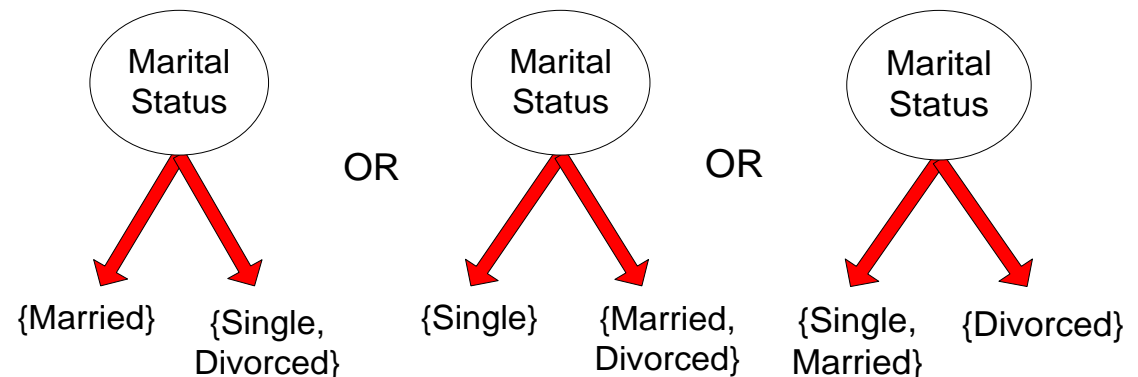 Marital
Status
Marital
Status
Marital
Status
OR
OR
{Married}
{Single,
Divorced}
{Single}
{Married,
Divorced}
{Single,
Married}
{Divorced}